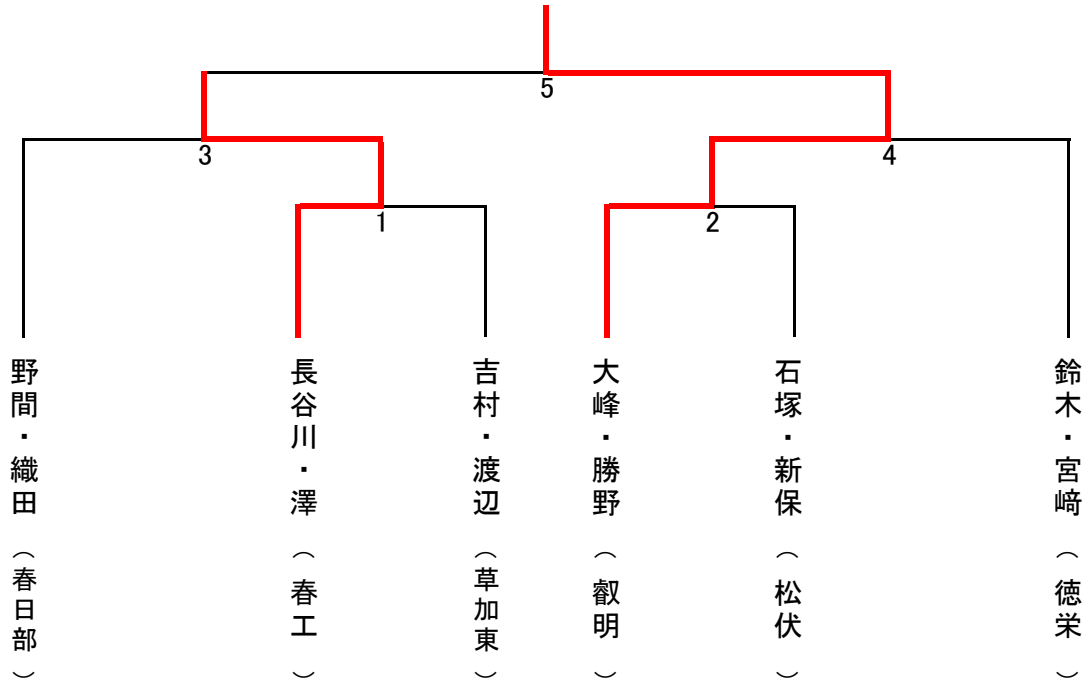 5
3
4
1
2
野間・織田（春日部）
長谷川・澤（春工）
吉村・渡辺（草加東）
大峰・勝野（叡明）
石塚・新保（松伏）
鈴木・宮﨑（徳栄）